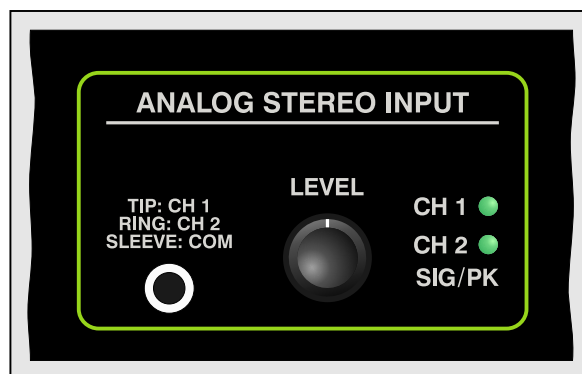 ANALOG STEREO INPUT
TIP: CH 1
RING: CH 2
SLEEVE: COM
LEVEL
CH 1
CH 2
SIG/PK